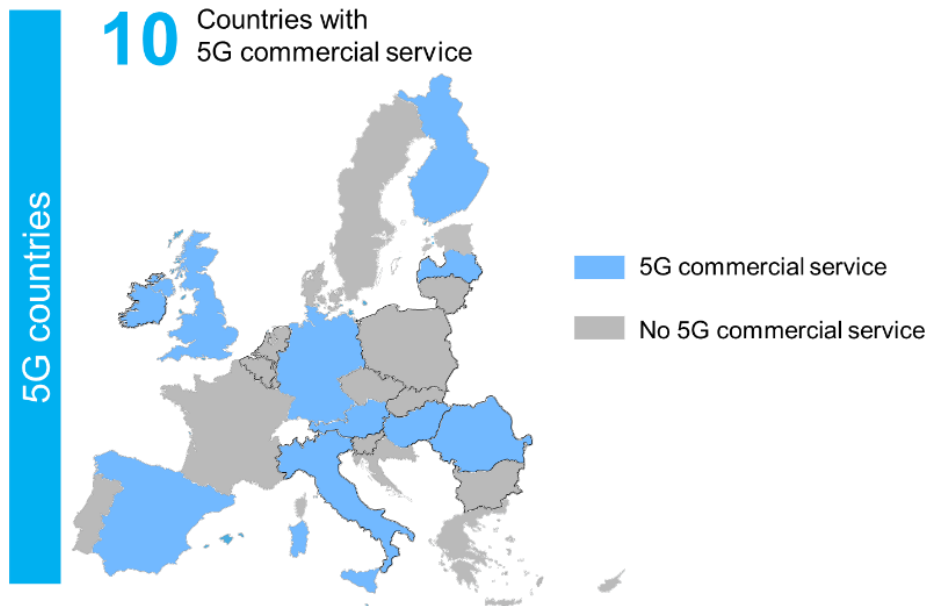 10 Countries with
5G commercial service
5G countries
5G commercial service
No 5G commercial service